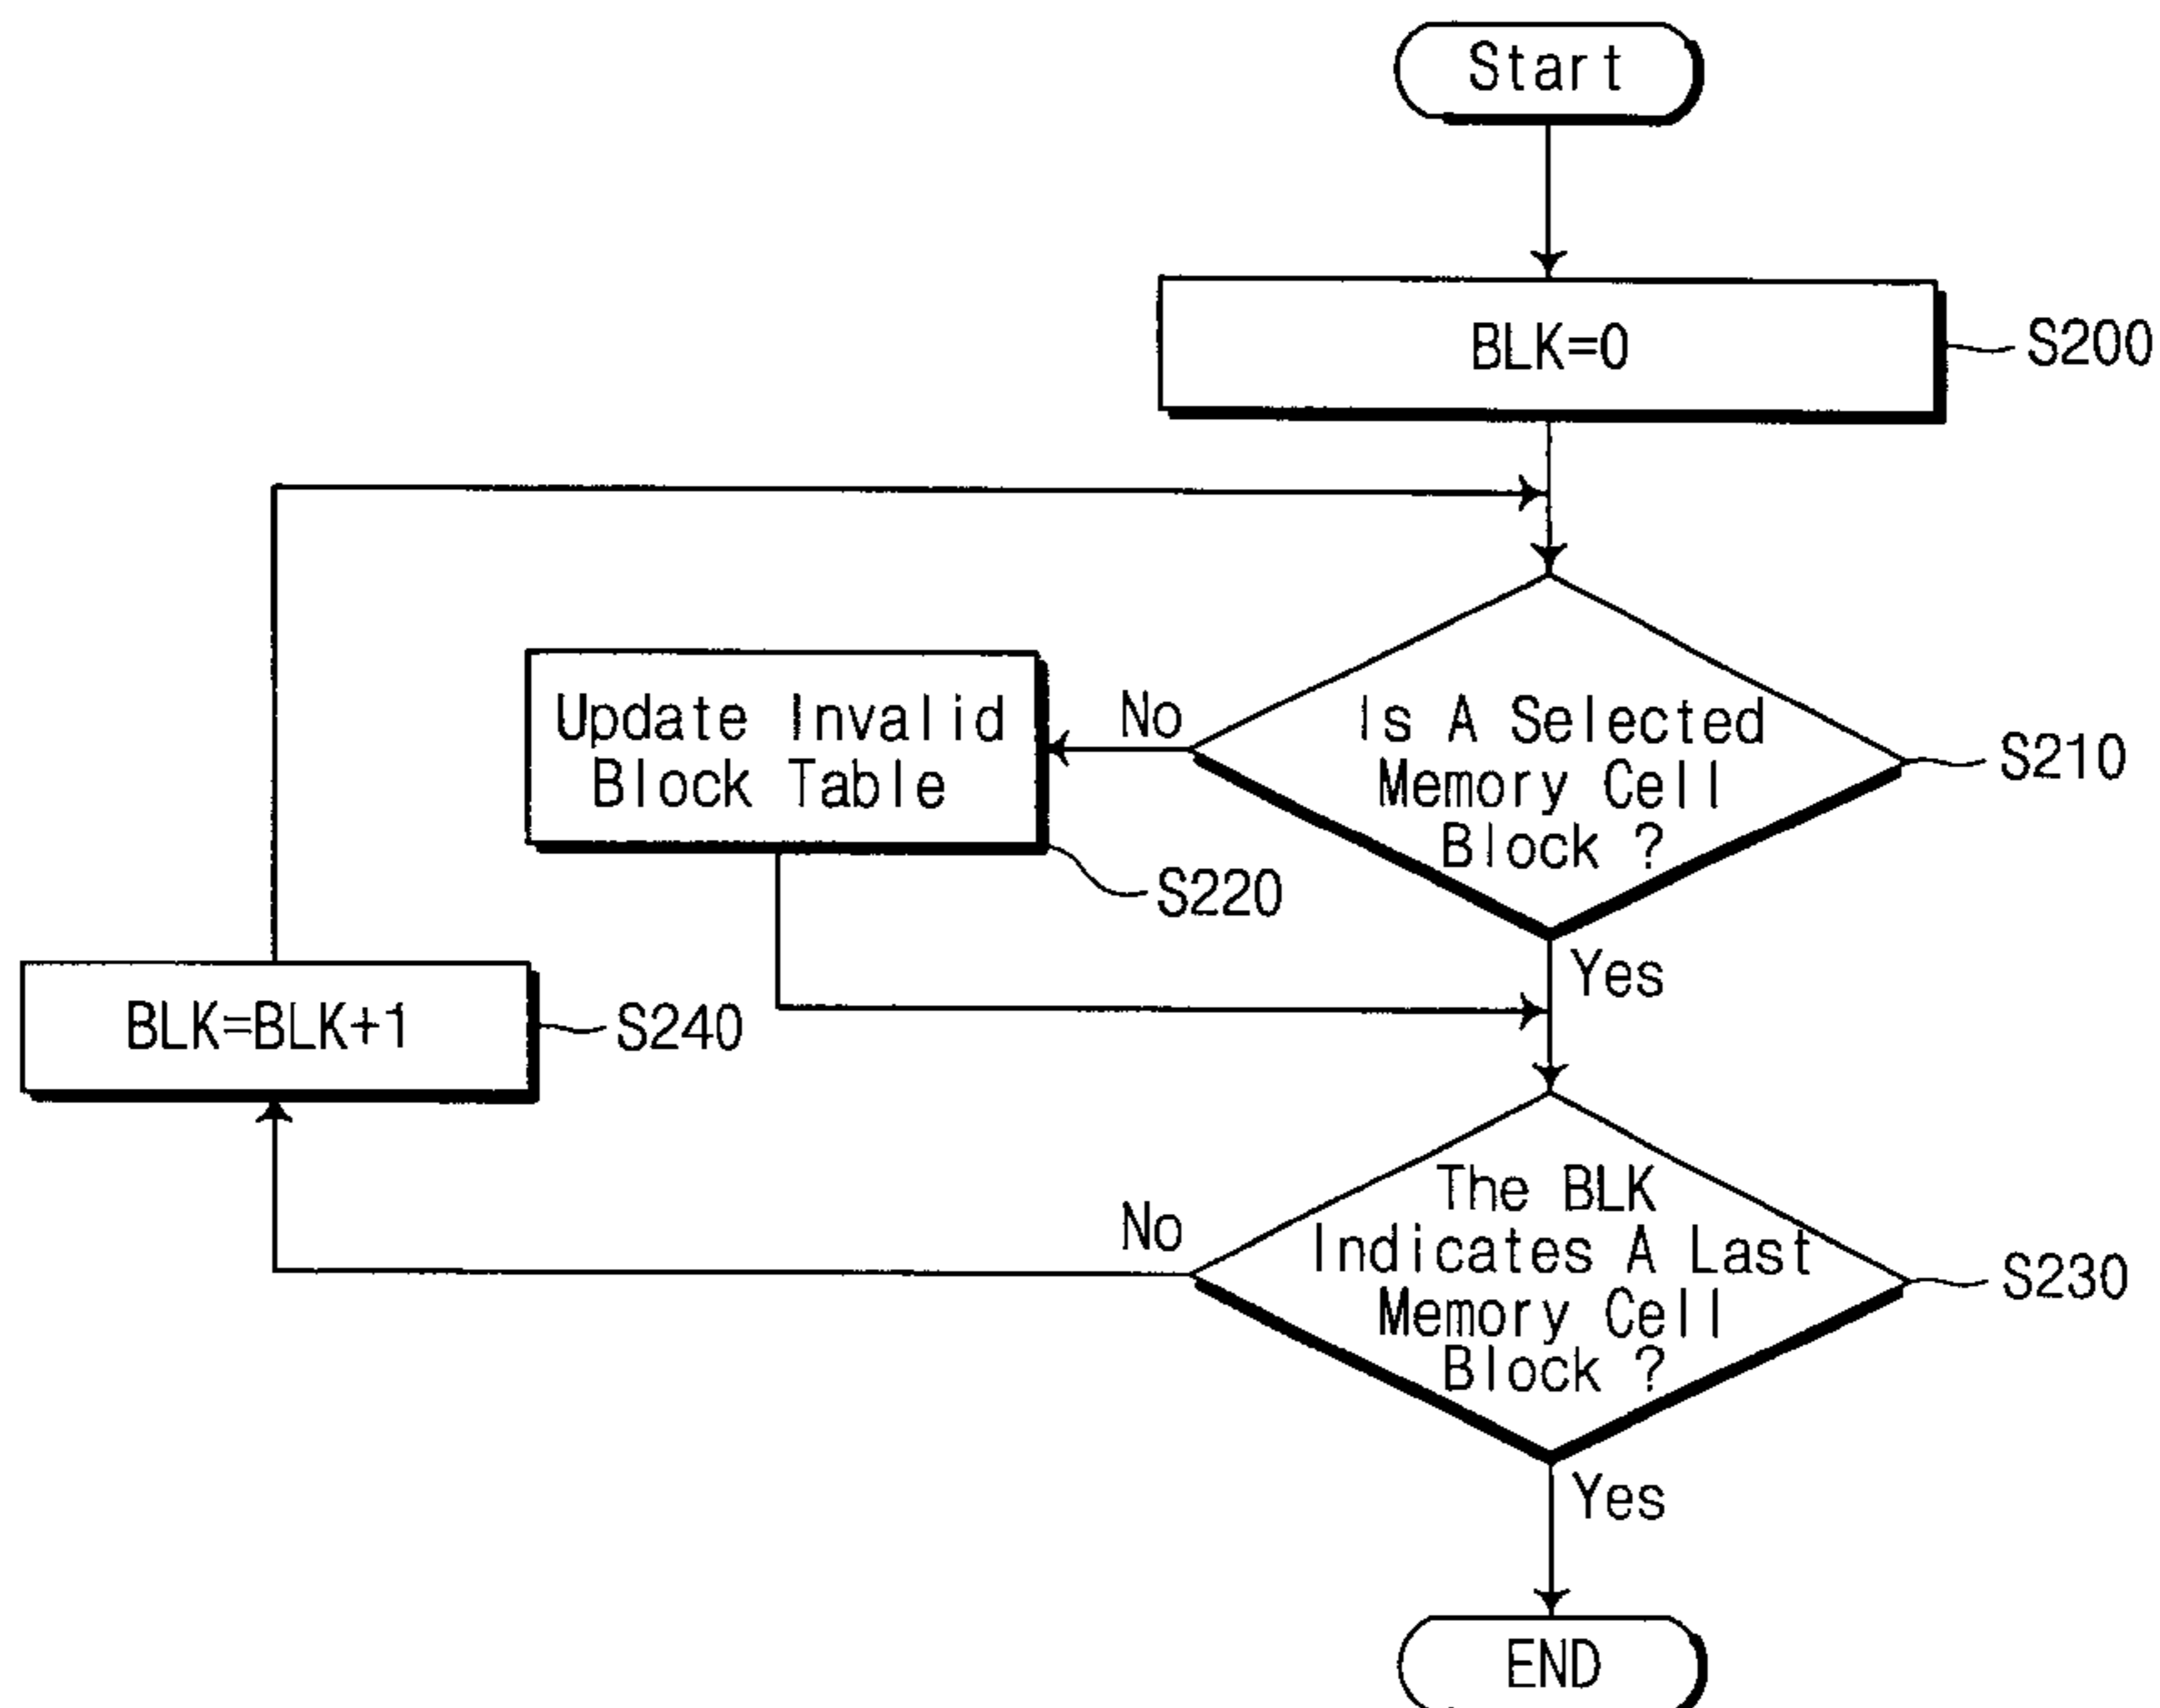 Start
BLK=0
S200
Is A Selected
Memory Cell
Block ?
S210
No
Update Invalid
Block Table
S220
Yes
BLK=BLK+1
S240
The BLK
Indicates A Last
Memory Cell
Block ?
S230
No
Yes
END